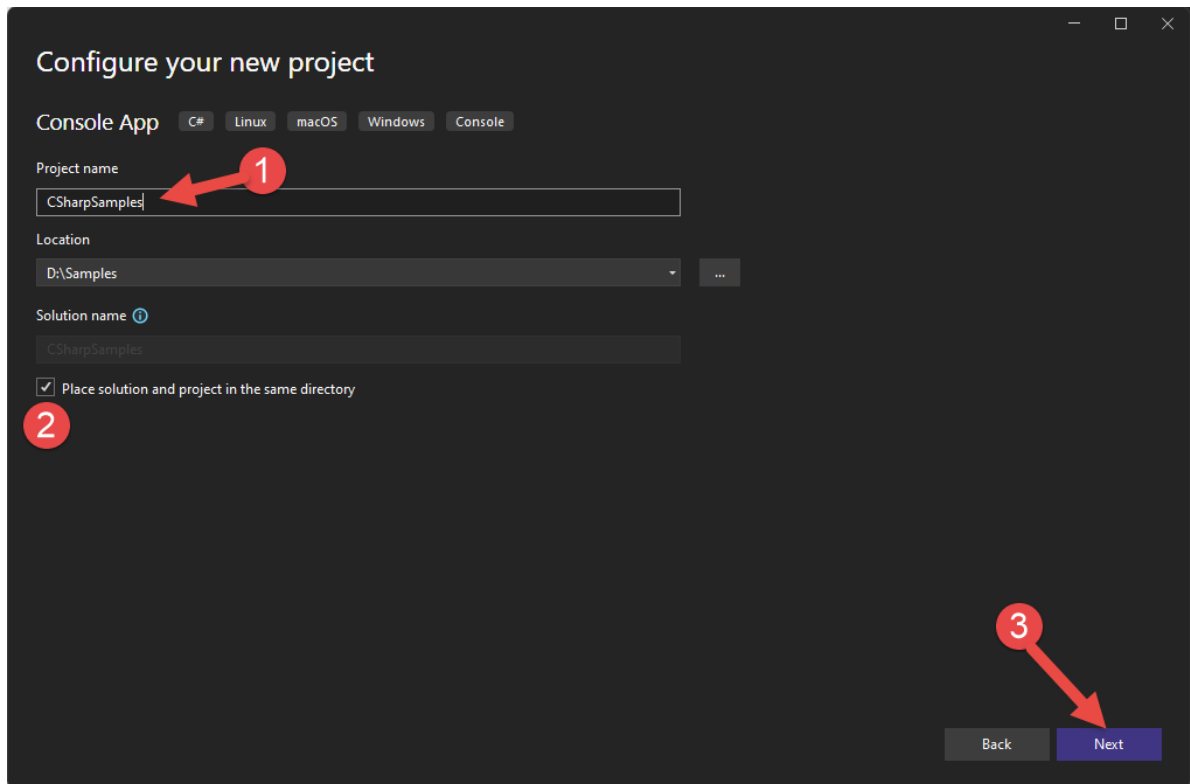 Configure your new project
Console App C# Linux macOS Windows Console
Project name
1
CSharpSamples
Location
D:\Samples
...
Solution name
CSharpSamples
Place solution and project in the same directory
2
3
Back Next